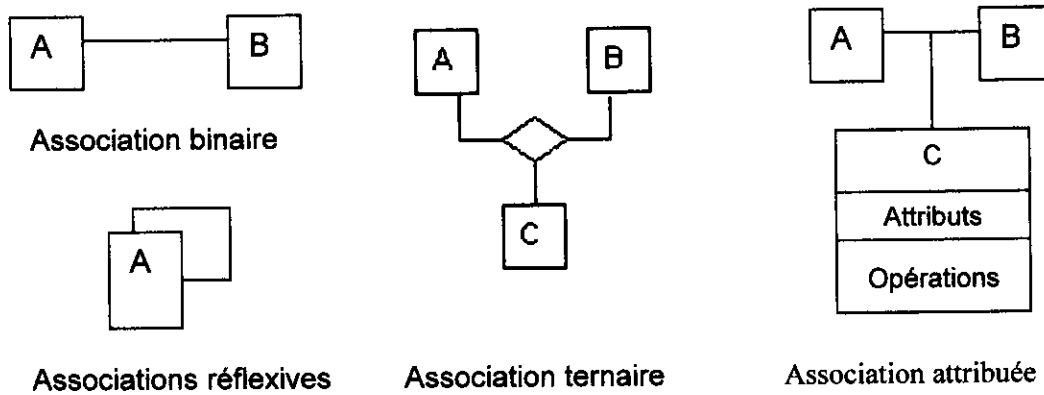 A
B
Association binaire
A
Associations réflexives
A
B
C
Association ternaire
A
B
C
Attributs
Opérations
Association attribuée